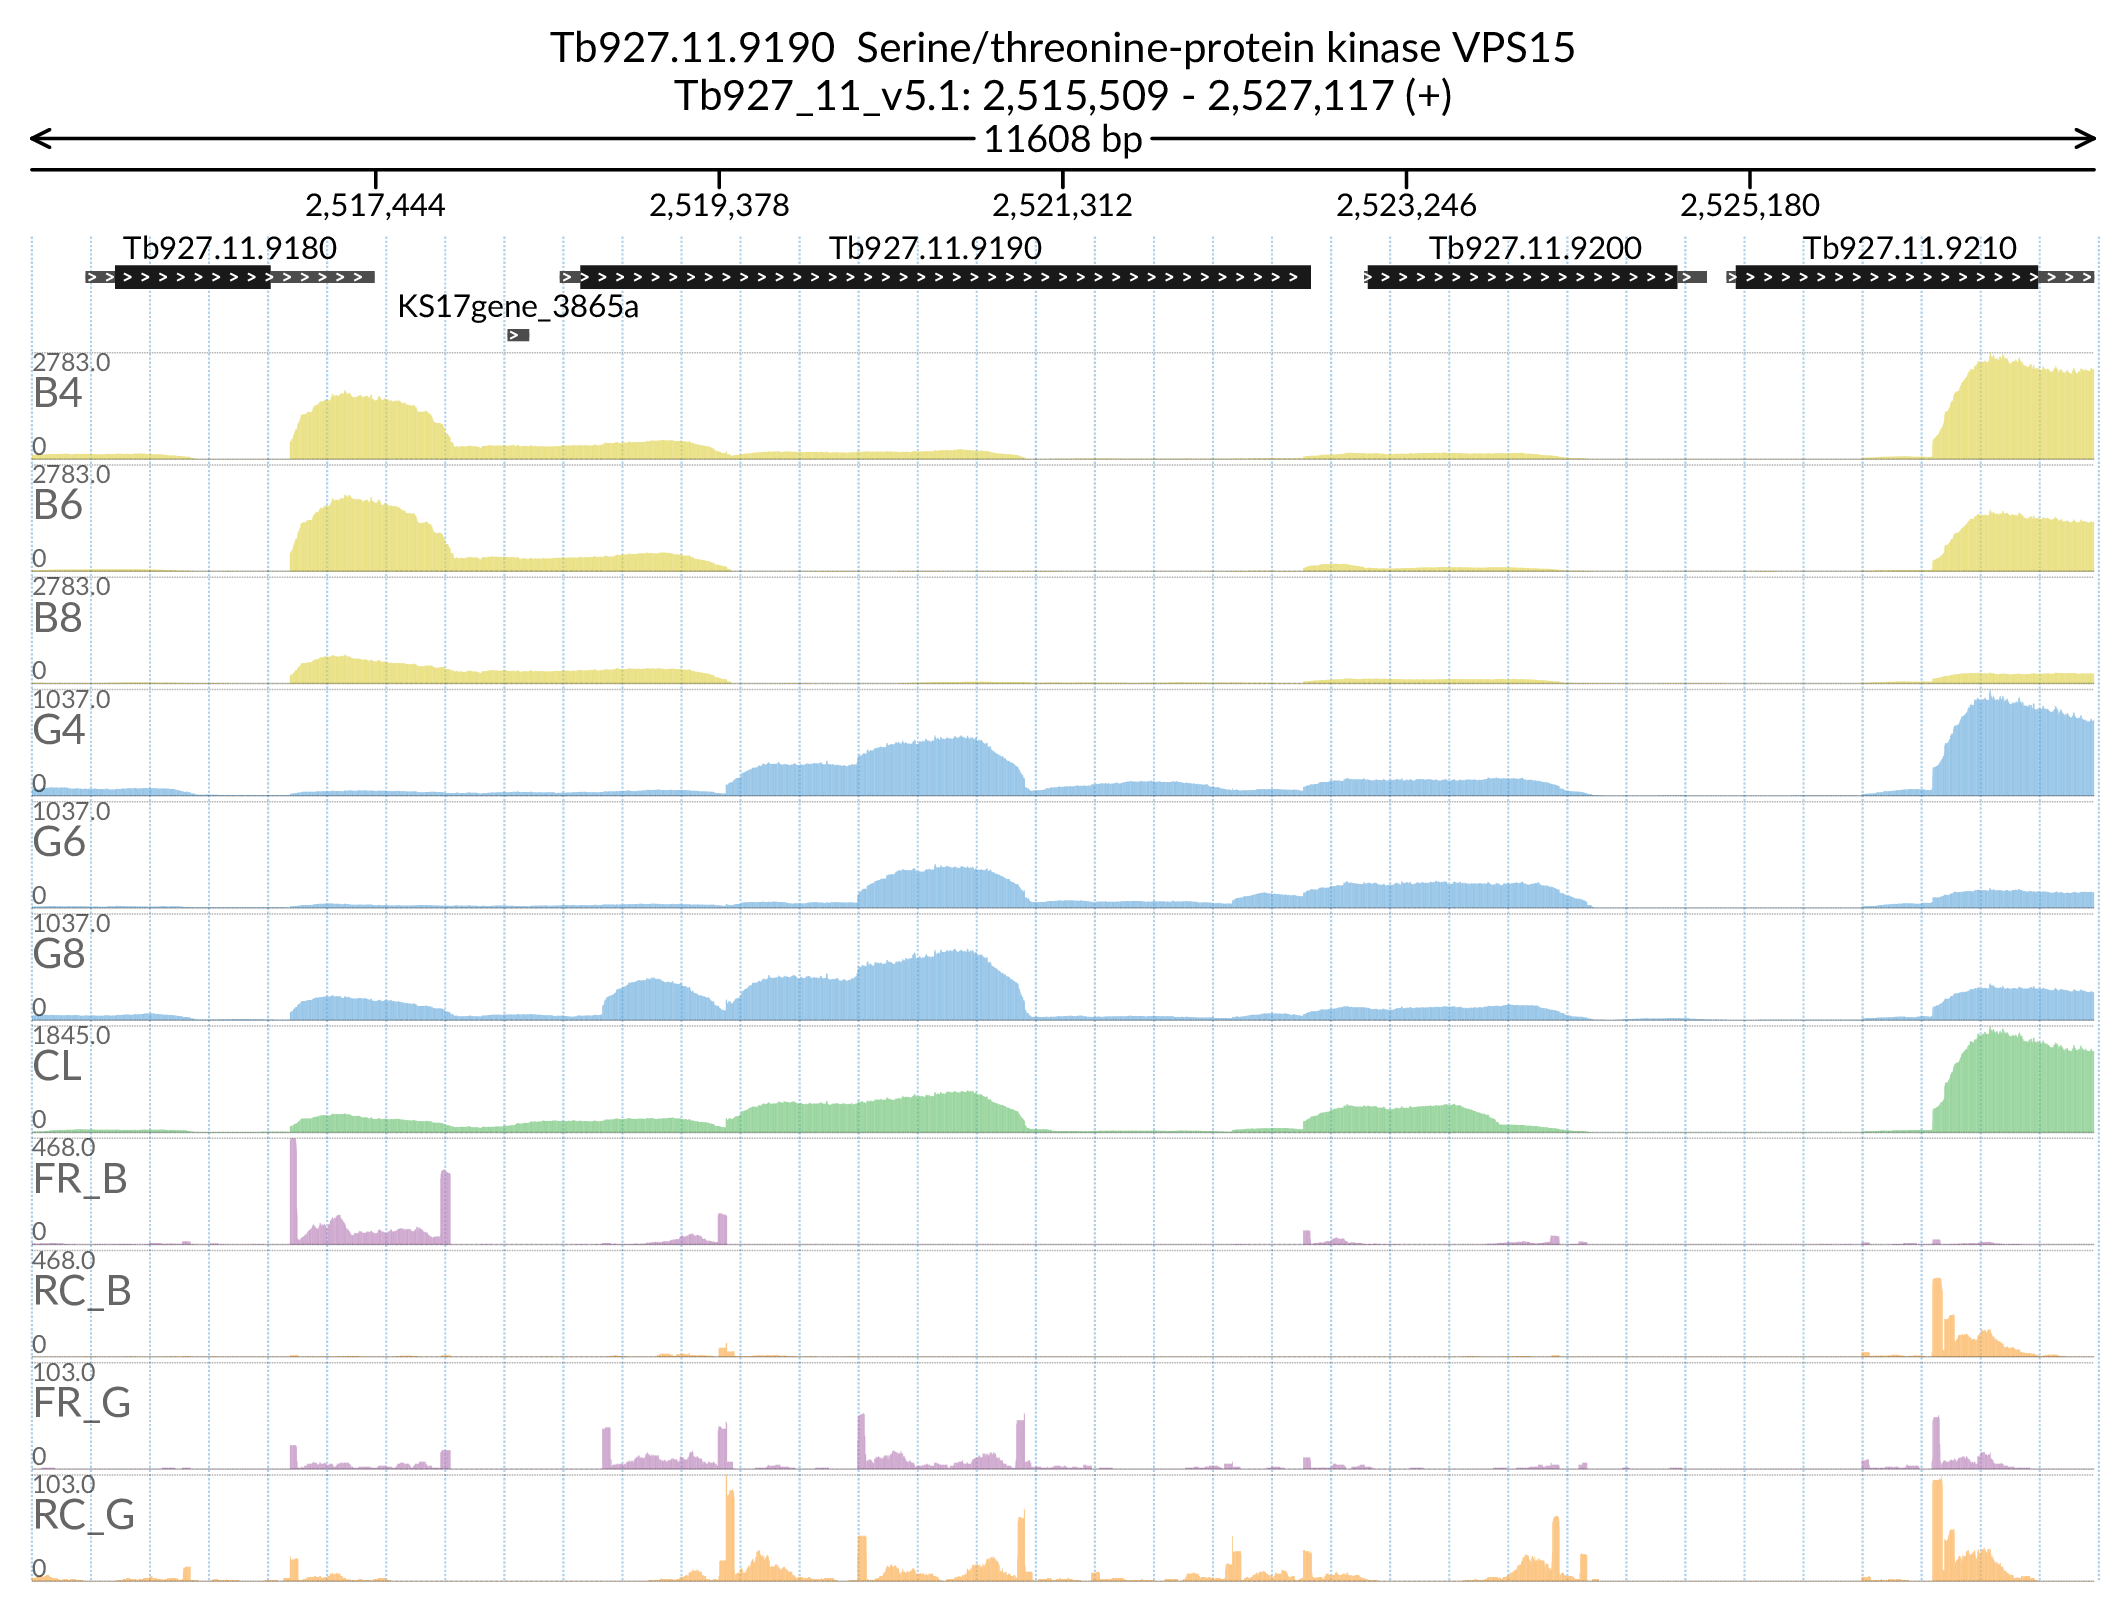 Tb927.11.9190  Serine/threonine-protein kinase VPS15
Tb927_11_v5.1: 2,515,509 - 2,527,117 (+)
11608 bp
2,517,444 2,519,378 2,521,312 2,523,246 2,525,180
Tb927.11.9180 Tb927.11.9190 Tb927.11.9200 Tb927.11.9210
KS17gene_3865a
2783.0
B4
0
2783.0
B6
0
2783.0
B8
0
1037.0
G4
0
1037.0
G6
0
1037.0
G8
0
1845.0
CL
0
468.0
FR_B
0
468.0
RC_B
0
103.0
FR_G
0
103.0
RC_G
0